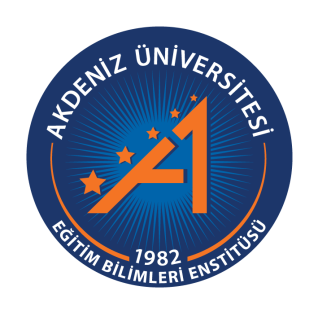 AKDENİZ ÜNİVERSİTESİ
1982
EĞİTİM BİLİMLERİ ENSTİTÜSÜ